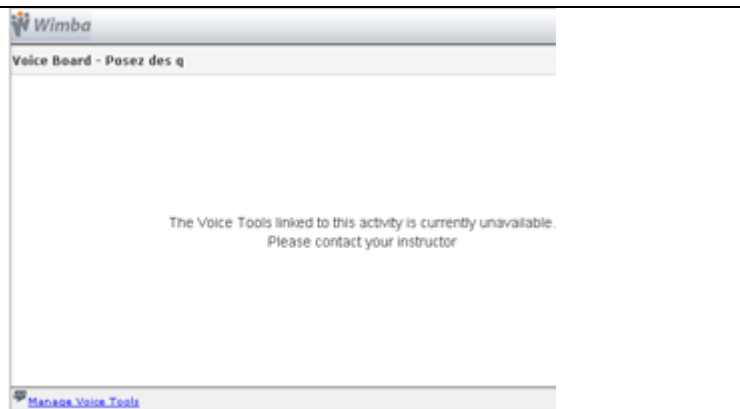 Wimba
Voice Board - Posez des q
The Voice Tools linked to this activity is currently unavailable.
Please contact your instructor
Manage Voice Tools